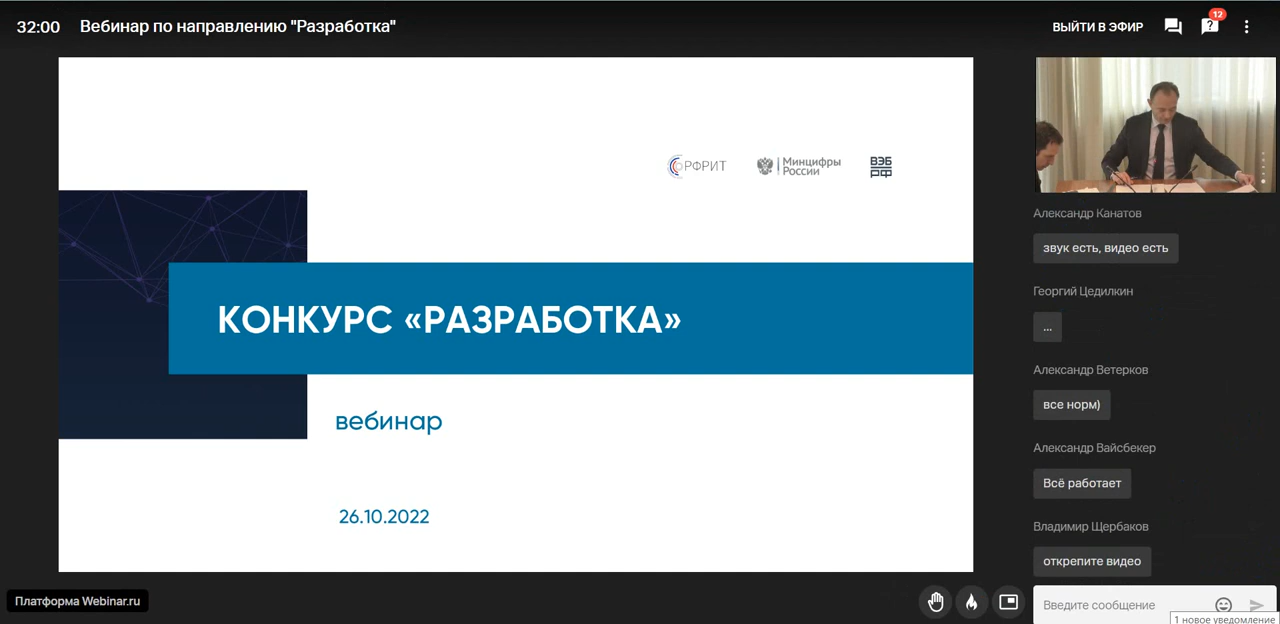 32:00
Вебинар по направлению "Разработка"
ВЫЙТИ В ЭФИР
?
12
РФРИТ
Минцифры
России
ВЭБ
РФ
КОНКУРС «РАЗРАБОТКА»
вебинар
26.10.2022
Александр Канатов
звук есть, видео есть
Георгий Цедилкин
...
Александр Ветерков
все норм)
Александр Вайсбекер
Всё работает
Владимир Щербаков
открепите видео
Платформа Webinar.ru
Введите сообщение
1 новое уведомление